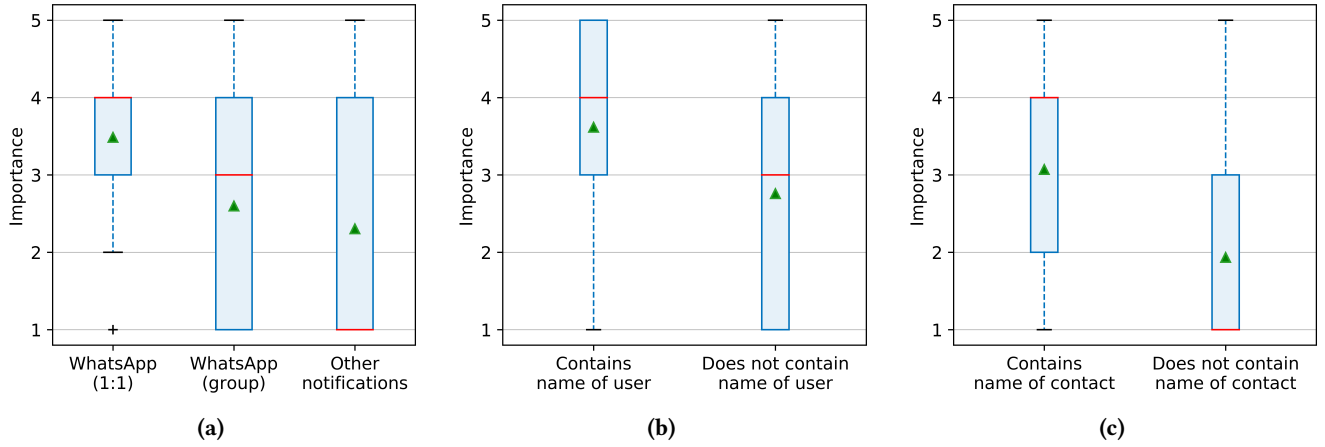 Importance
5
4
3
2
1
WhatsApp
(1:1)
WhatsApp
(group)
Other
notifications
(a)
Importance
5
4
3
2
1
Contains
name of user
Does not contain
name of user
(b)
Importance
5
4
3
2
1
Contains
name of contact
Does not contain
name of contact
(c)